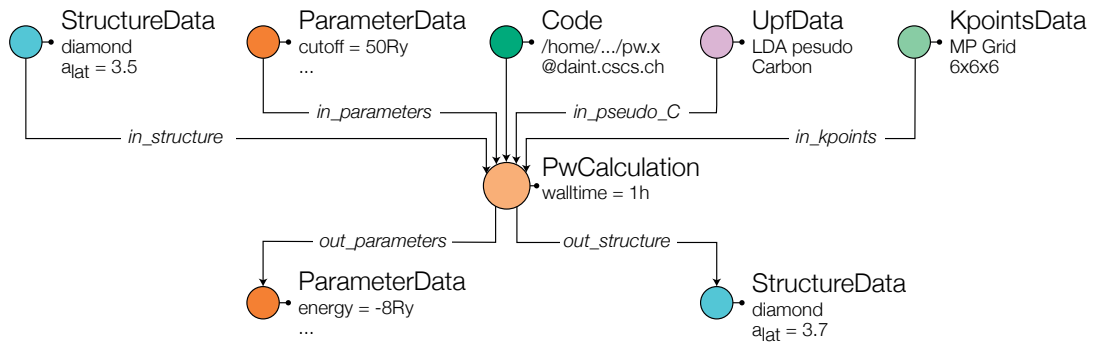 StructureData
diamond
alat = 3.5
ParameterData
cutoff = 50Ry
...
Code
/home/.../pw.x
@daint.cscs.ch
UpfData
LDA pesudo
Carbon
KpointsData
MP Grid
6x6x6
in_parameters
in_pseudo_C
in_structure
in_kpoints
PwCalculation
walltime = 1h
out_parameters
out_structure
ParameterData
energy = -8Ry
...
StructureData
diamond
alat = 3.7